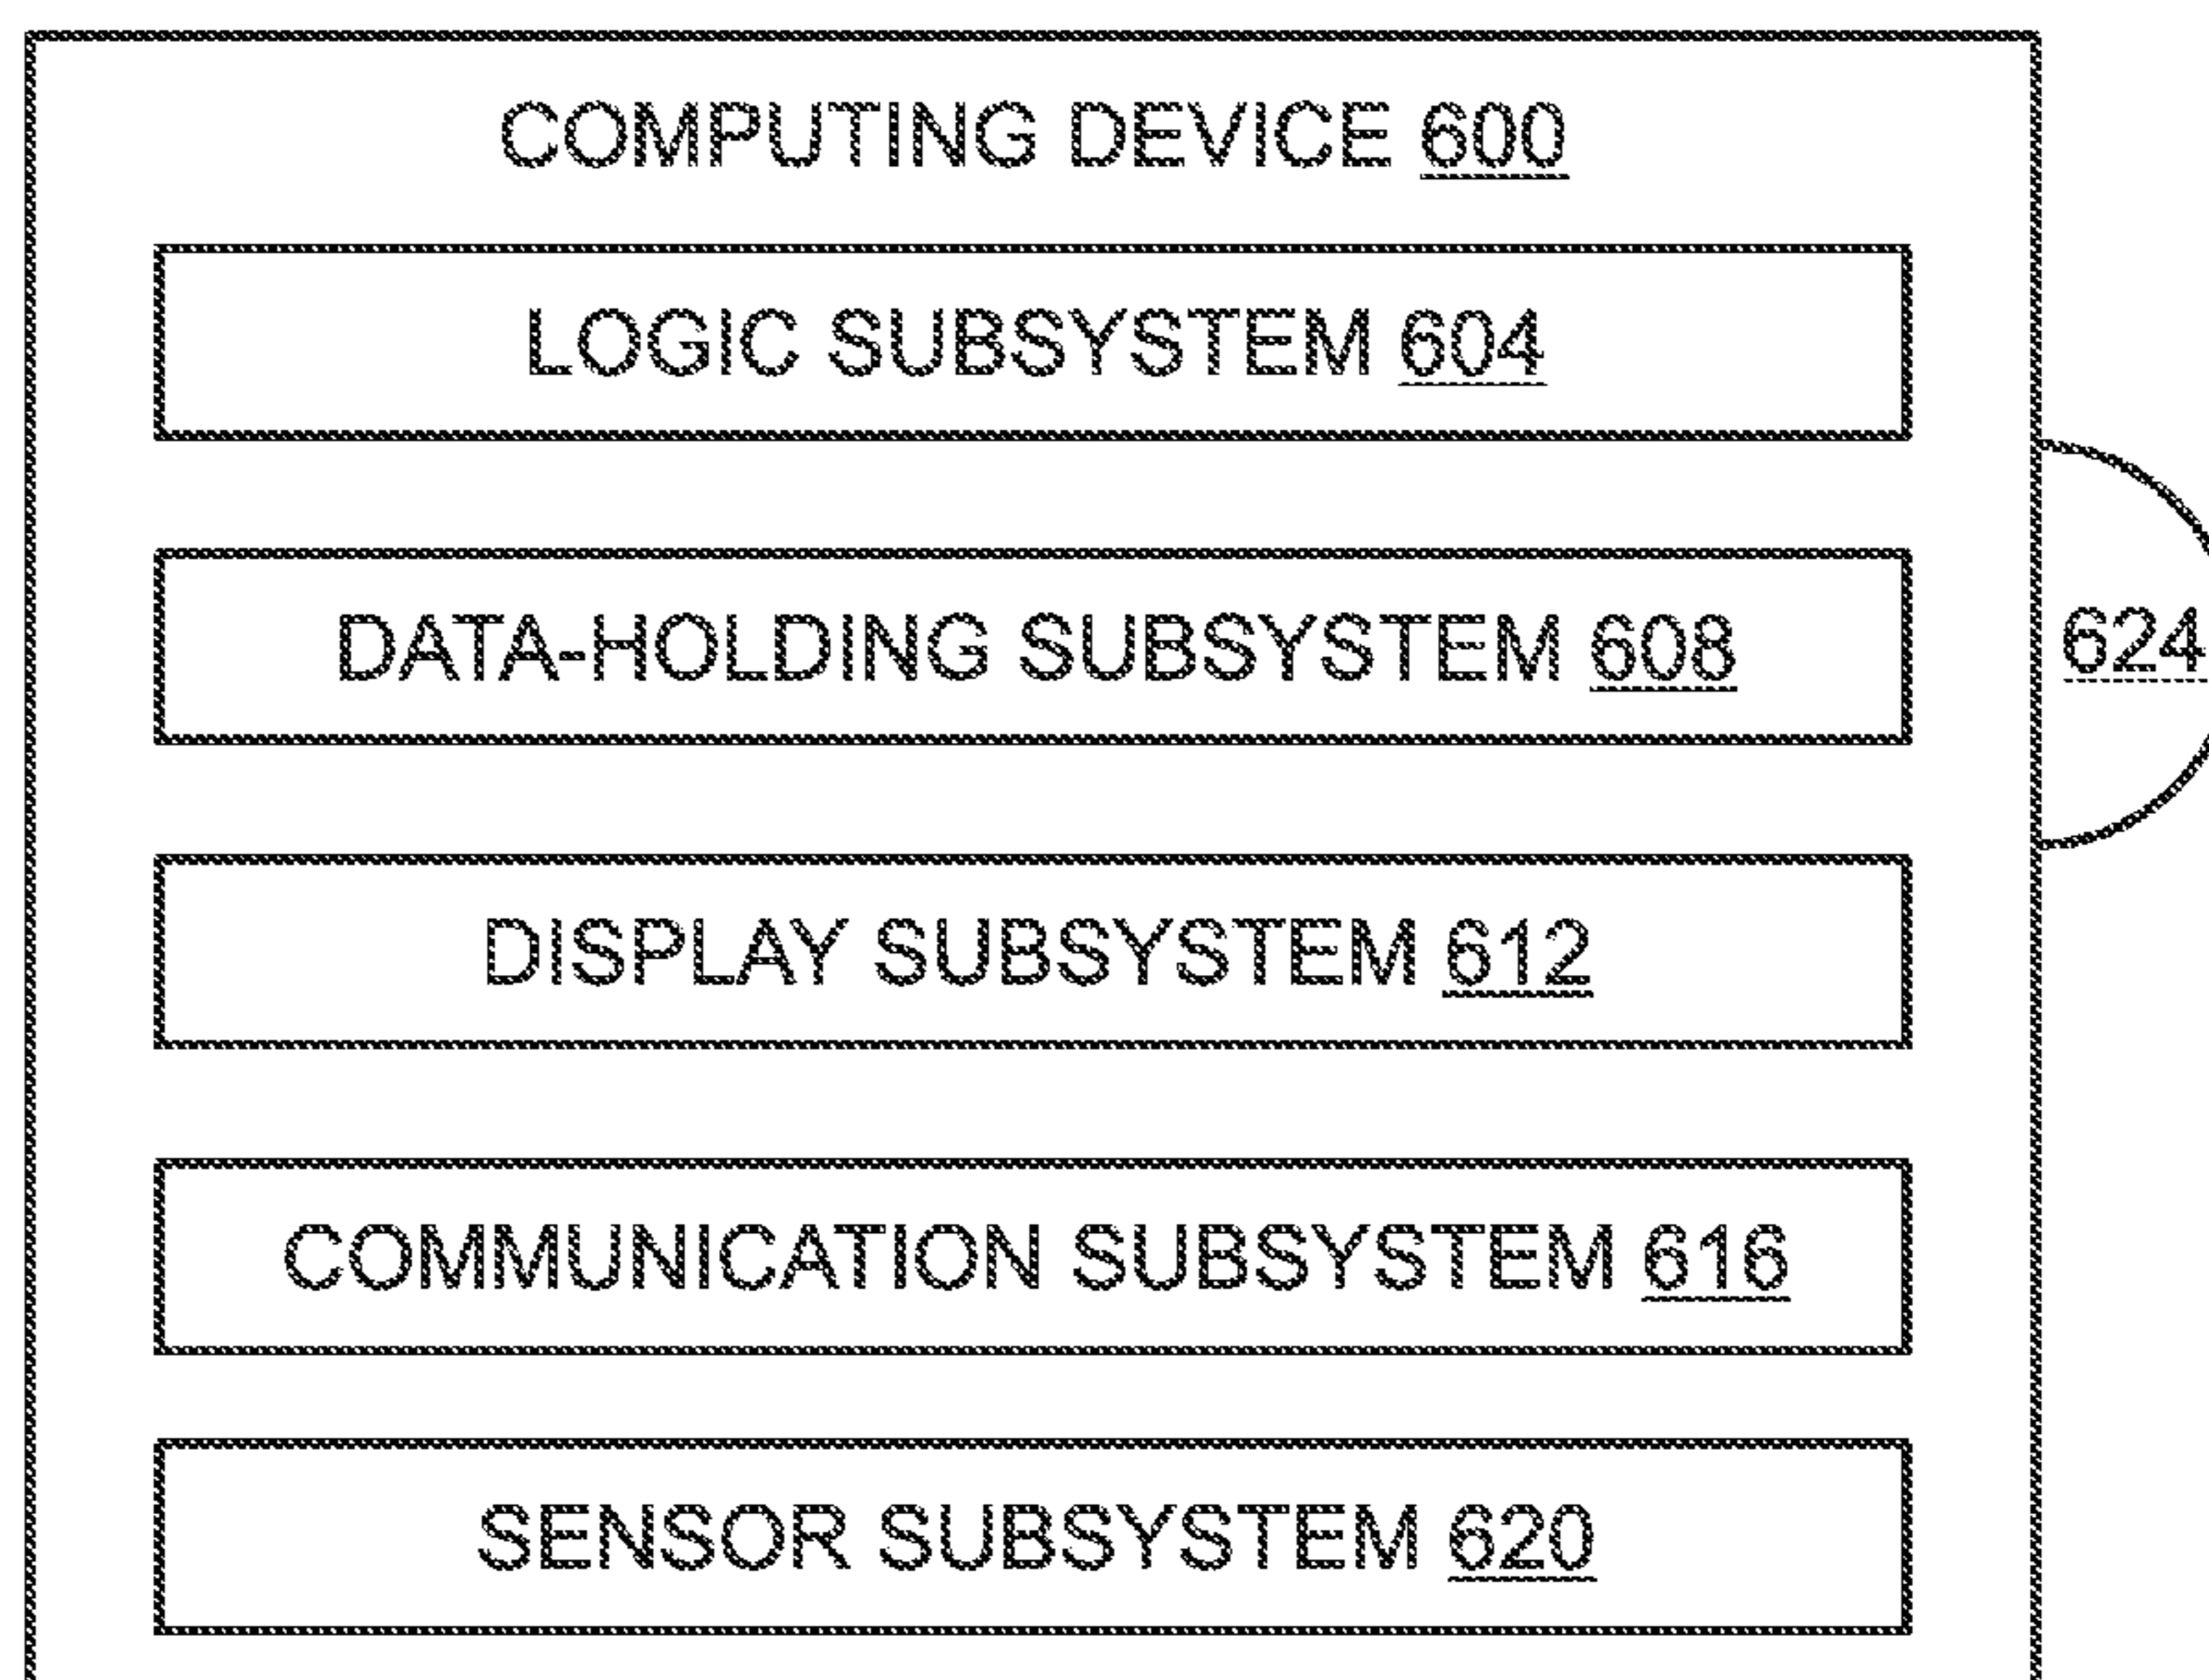 COMPUTING DEVICE 600
LOGIC SUBSYSTEM 604
DATA-HOLDING SUBSYSTEM 608
624
DISPLAY SUBSYSTEM 612
COMMUNICATION SUBSYSTEM 616
SENSOR SUBSYSTEM 620